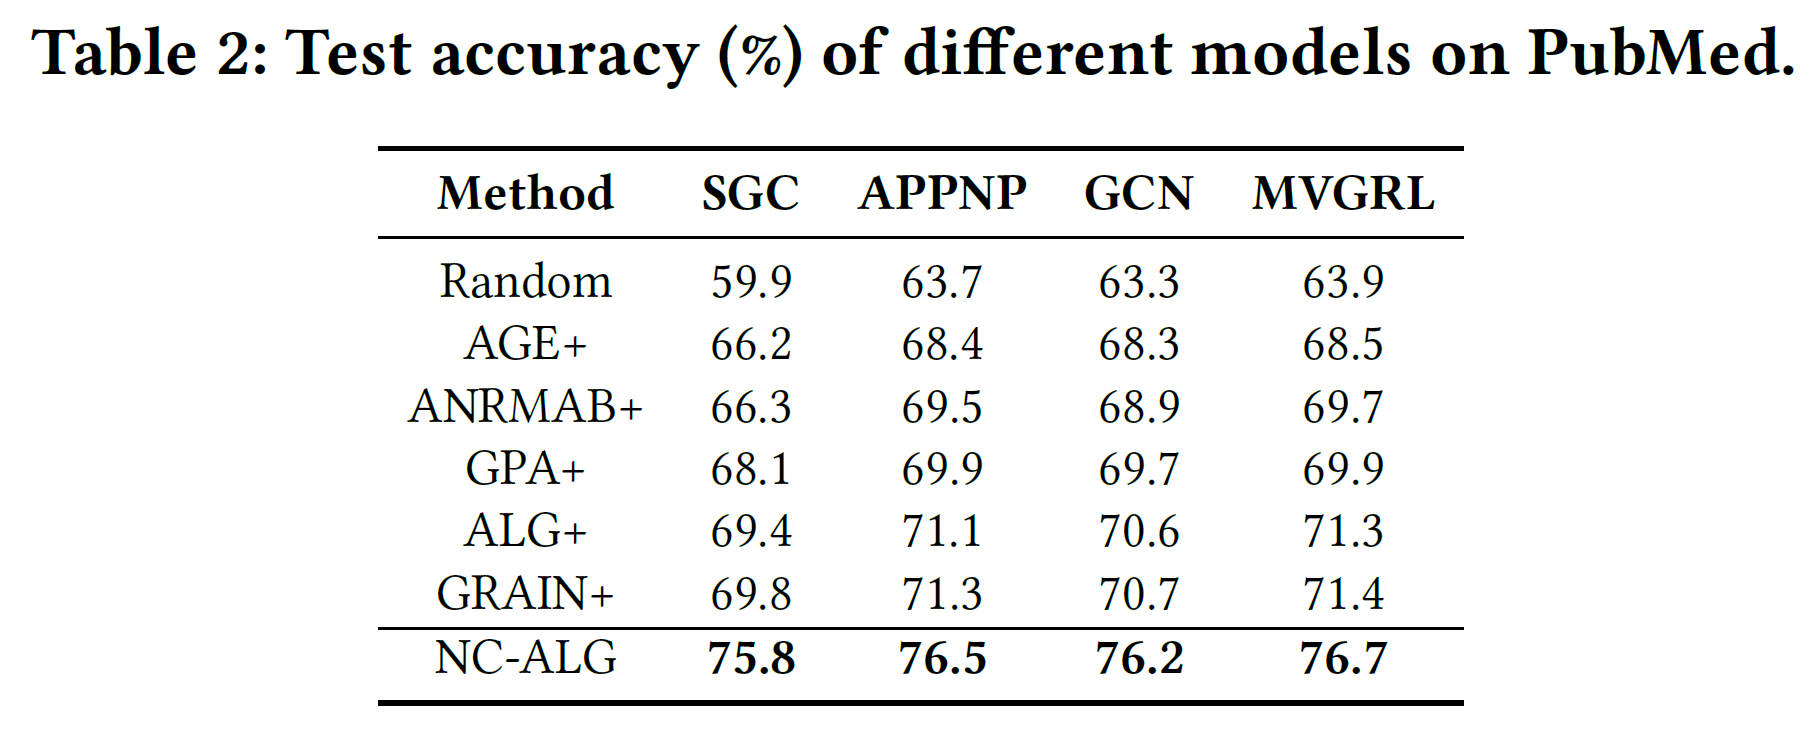 Table 2: Test accuracy (%) of different models on PubMed.
Method SGC APPNP GCN MVGRL
Random 59.9 63.7 63.3 63.9
AGE+ 66.2 68.4 68.3 68.5
ANRMAB+ 66.3 69.5 68.9 69.7
GPA+ 68.1 69.9 69.7 69.9
ALG+ 69.4 71.1 70.6 71.3
GRAIN+ 69.8 71.3 70.7 71.4
NC-ALG 75.8 76.5 76.2 76.7